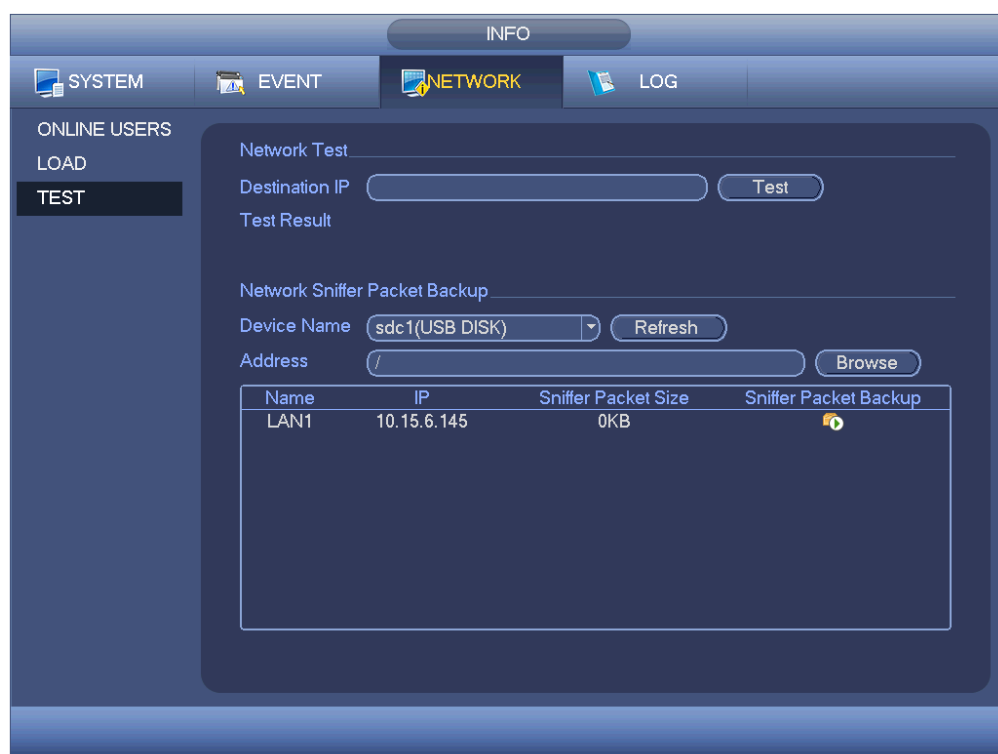 INFO
SYSTEM EVENT NETWORK LOG
ONLINE USERS
LOAD
TEST
Network Test
Destination IP Test
Test Result
Network Sniffer Packet Backup
Device Name sdc1(USB DISK) Refresh
Address / Browse
Name IP Sniffer Packet Size Sniffer Packet Backup
LAN1 10.15.6.145 0KB